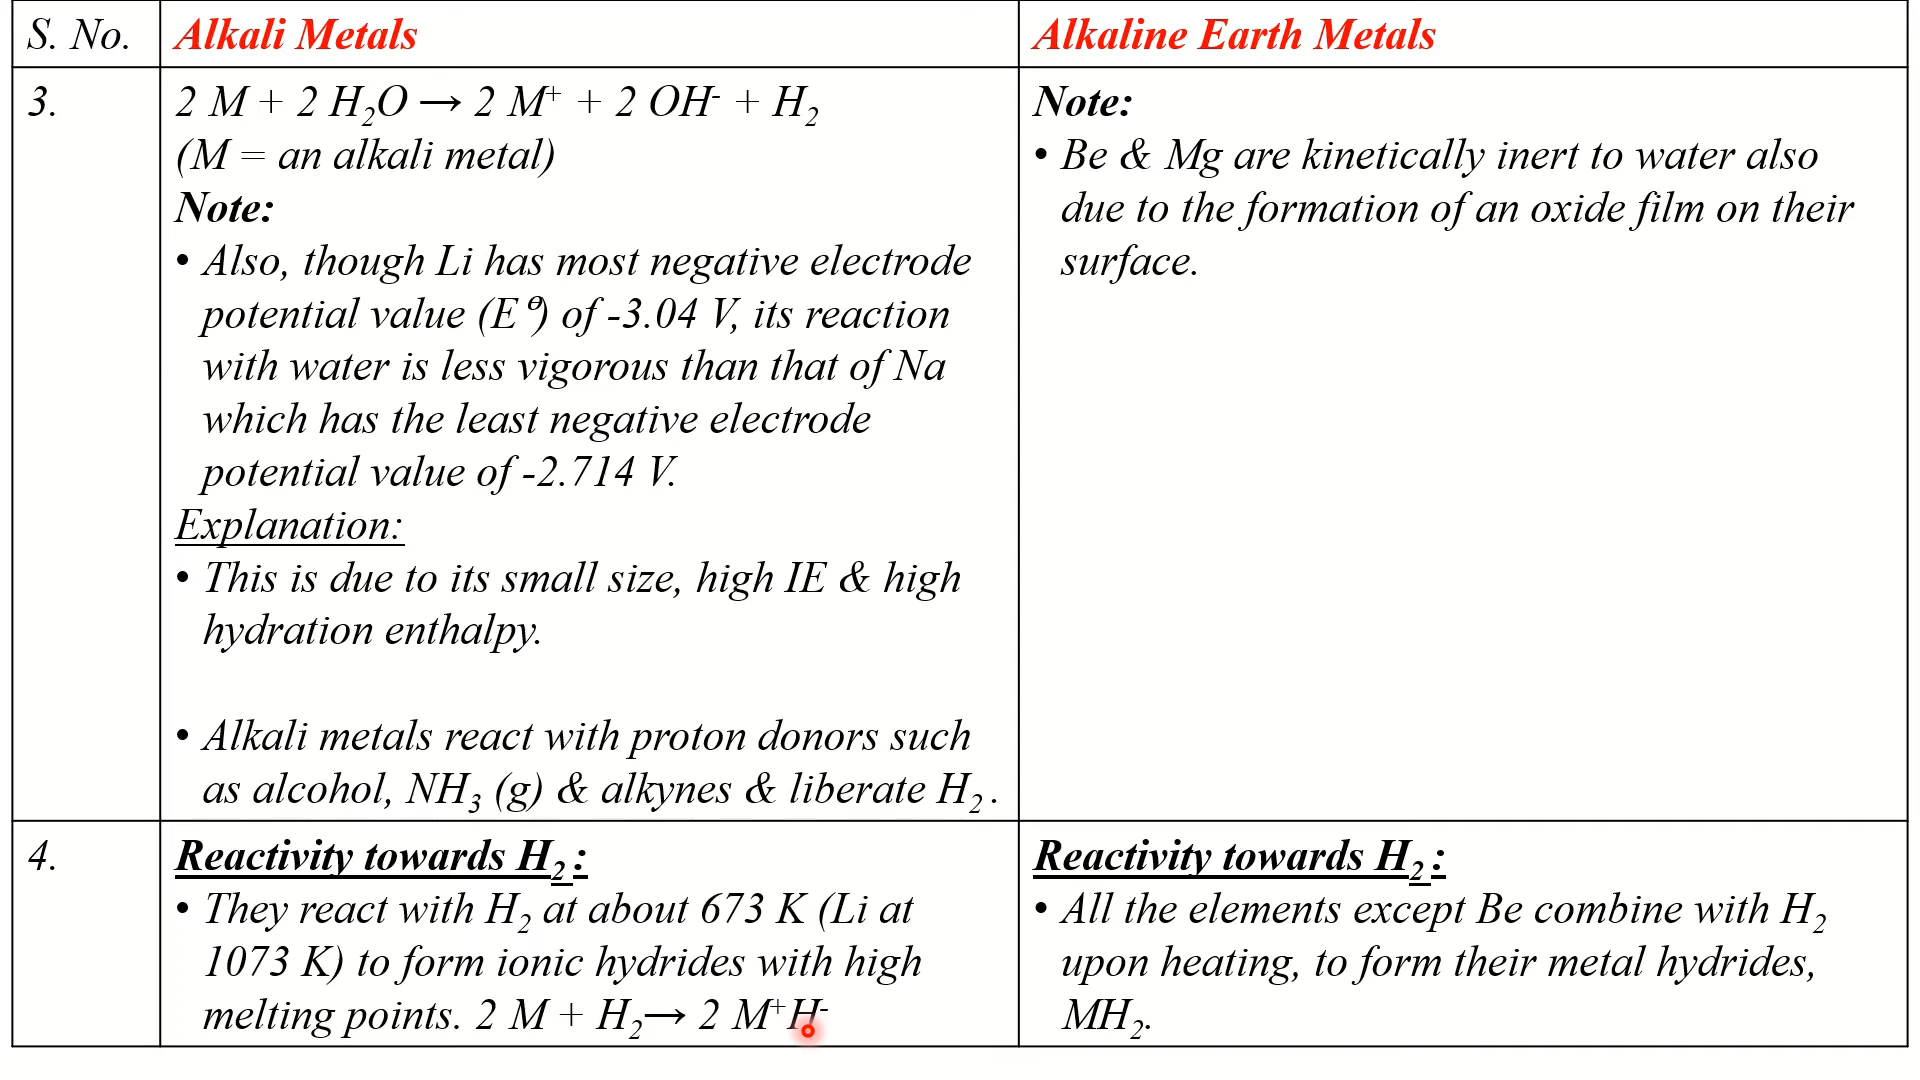 S. No.
Alkali Metals
Alkaline Earth Metals
3.
2 M + 2 H₂O → 2 M⁺ + 2 OH⁻ + H₂
(M = an alkali metal)
Note:
• Also, though Li has most negative electrode
potential value (E⊖) of -3.04 V, its reaction
with water is less vigorous than that of Na
which has the least negative electrode
potential value of -2.714 V.
Explanation:
• This is due to its small size, high IE & high
hydration enthalpy.
• Alkali metals react with proton donors such
as alcohol, NH₃ (g) & alkynes & liberate H₂ .
Note:
• Be & Mg are kinetically inert to water also
due to the formation of an oxide film on their
surface.
4.
Reactivity towards H₂ :
• They react with H₂ at about 673 K (Li at
1073 K) to form ionic hydrides with high
melting points. 2 M + H₂→ 2 M⁺H⁻
Reactivity towards H₂ :
• All the elements except Be combine with H₂
upon heating, to form their metal hydrides,
MH₂.